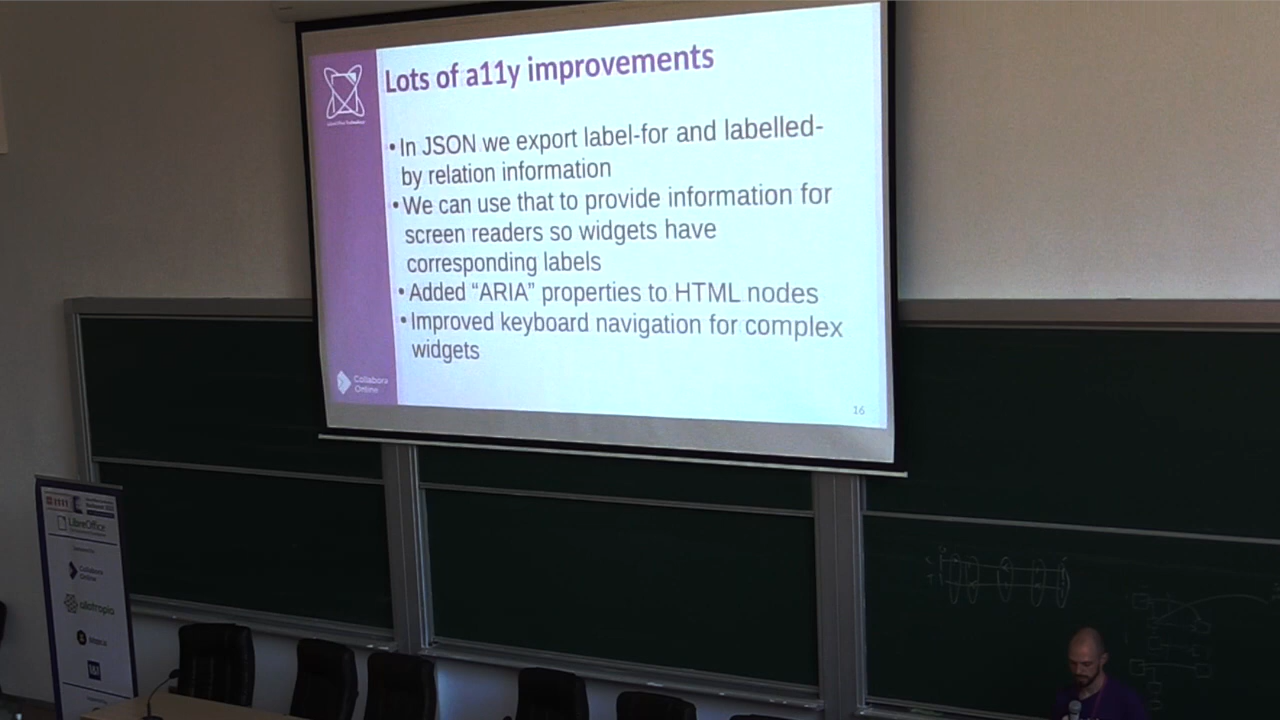 Lots of a11y improvements
•In JSON we export label-for and labelled-
by relation information
•We can use that to provide information for
screen readers so widgets have
corresponding labels
•Added “ARIA” properties to HTML nodes
•Improved keyboard navigation for complex
widgets
Collabora
Online
16
LibreOffice
Collabora
Online
allotropia